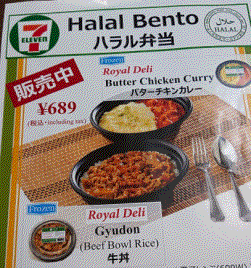 7
ELEVEN
Halal Bento
ハラル弁当
حلال
HALAL
販売中
Frozen
Royal Deli
Butter Chicken Curry
バターチキンカレー
¥689
(税込・including tax)
Frozen
Royal Deli
Gyudon
(Beef Bowl Rice)
牛丼